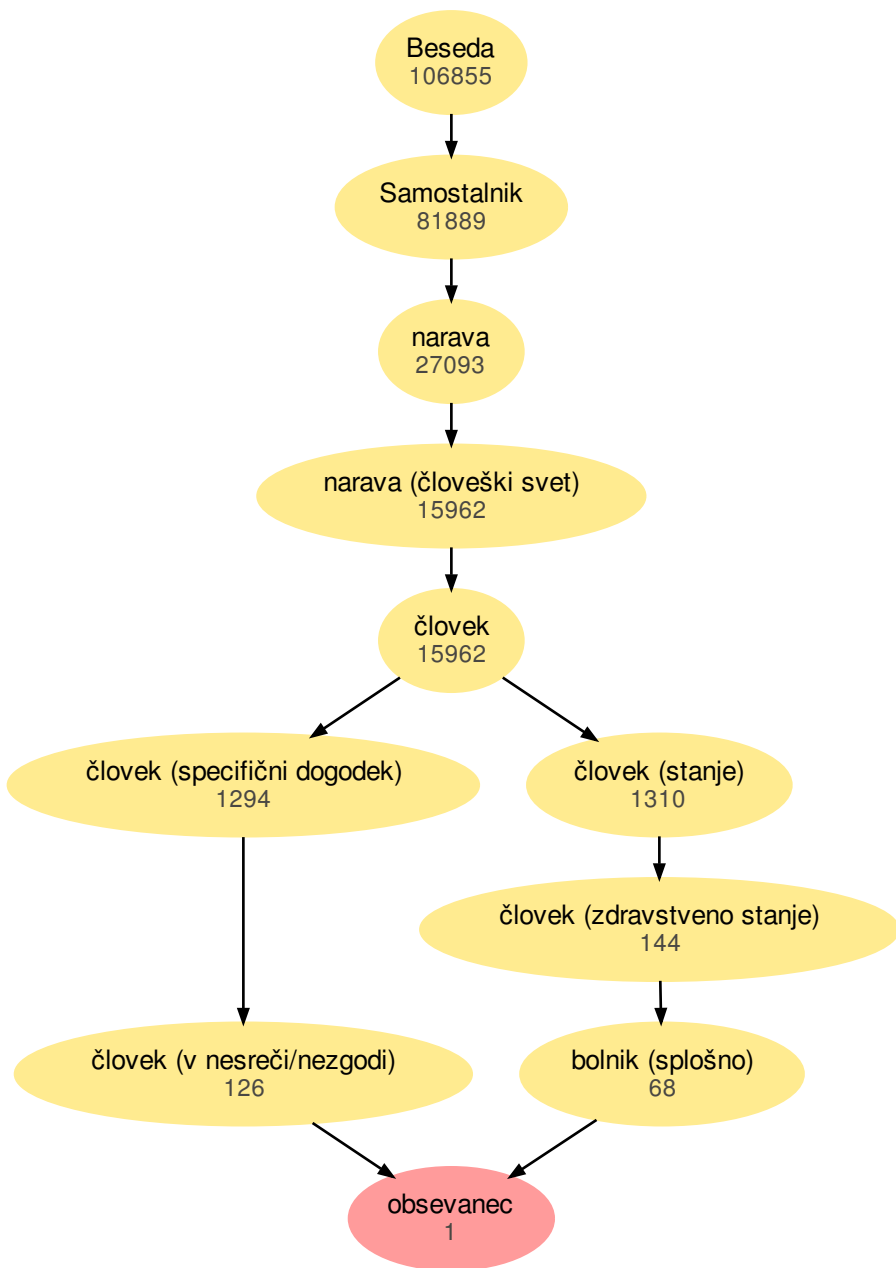 Beseda
106855
Samostalnik
81889
narava
27093
narava (človeški svet)
15962
človek
15962
človek (specifični dogodek)
1294
človek (stanje)
1310
človek (zdravstveno stanje)
144
človek (v nesreči/nezgodi)
126
bolnik (splošno)
68
obsevanec
1